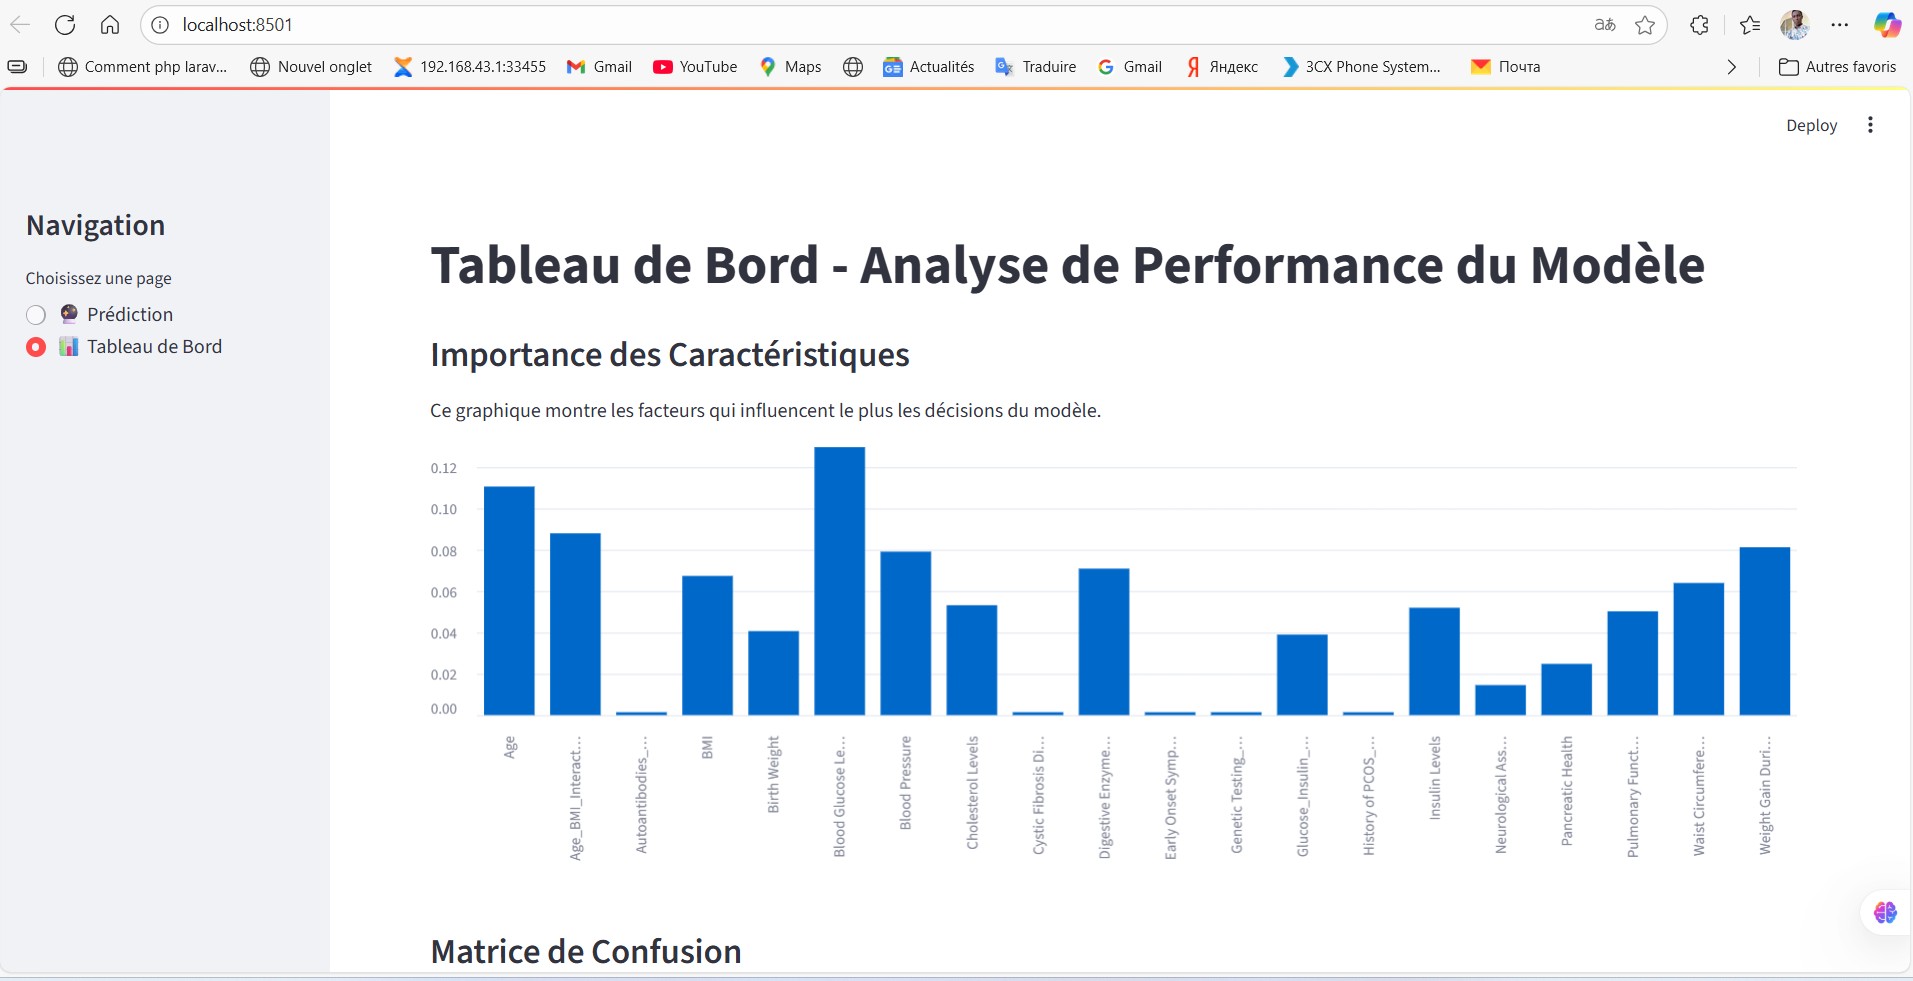 localhost:8501
aあ
Comment php larav...
Nouvel onglet
192.168.43.1:33455
Gmail
YouTube
Maps
Actualités
Traduire
Gmail
Яндекс
3CX Phone System...
Почта
Autres favoris
Deploy
Navigation
Choisissez une page
Prédiction
Tableau de Bord
Tableau de Bord - Analyse de Performance du Modèle
Importance des Caractéristiques
Ce graphique montre les facteurs qui influencent le plus les décisions du modèle.
0.12
0.10
0.08
0.06
0.04
0.02
0.00
Age
Age_BMI_Interact...
Autoantibodies_...
BMI
Birth Weight
Blood Glucose Le...
Blood Pressure
Cholesterol Levels
Cystic Fibrosis Di...
Digestive Enzyme...
Early Onset Symp...
Genetic Testing_...
Glucose_Insulin_...
History of PCOS_...
Insulin Levels
Neurological Ass...
Pancreatic Health
Pulmonary Funct...
Waist Circumfere...
Weight Gain Duri...
Matrice de Confusion